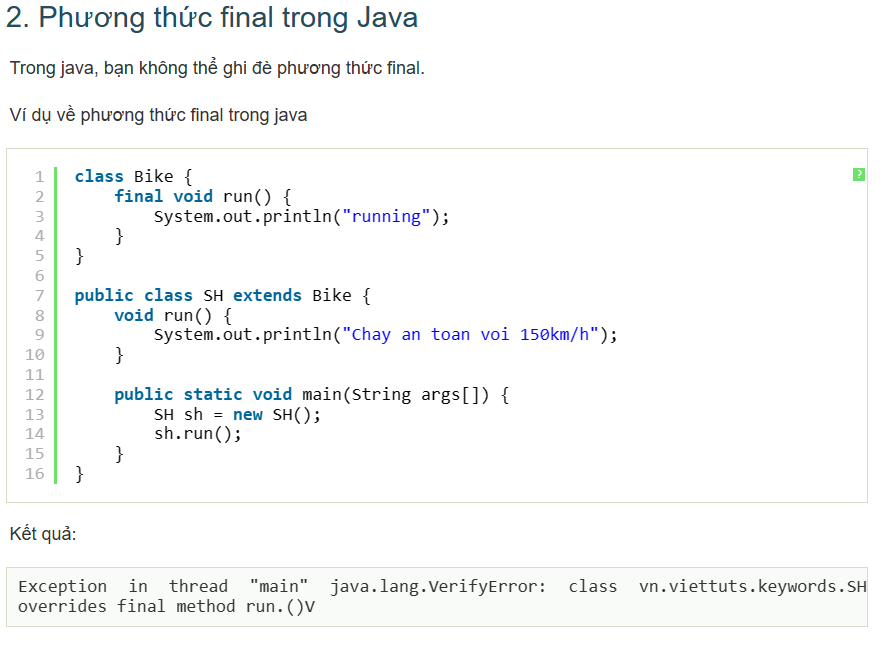 2. Phương thức final trong Java
Trong java, bạn không thể ghi đè phương thức final.
Ví dụ về phương thức final trong java
?
1 class Bike {
2 final void run() {
3 System.out.println("running");
4 }
5 }
6
7 public class SH extends Bike {
8 void run() {
9 System.out.println("Chay an toan voi 150km/h");
10 }
11
12 public static void main(String args[]) {
13 SH sh = new SH();
14 sh.run();
15 }
16 }
Kết quả:
Exception in thread "main" java.lang.VerifyError: class vn.viettuts.keywords.SH
overrides final method run.()V